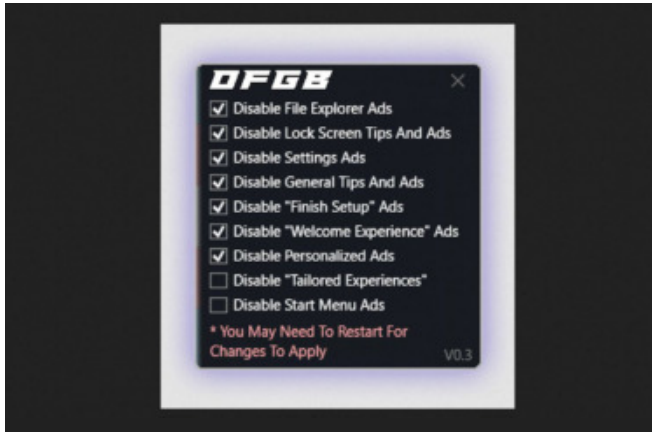 OFGB
Disable File Explorer Ads
Disable Lock Screen Tips And Ads
Disable Settings Ads
Disable General Tips And Ads
Disable "Finish Setup" Ads
Disable "Welcome Experience" Ads
Disable Personalized Ads
Disable "Tailored Experiences"
Disable Start Menu Ads
* You May Need To Restart For
Changes To Apply
V0.3